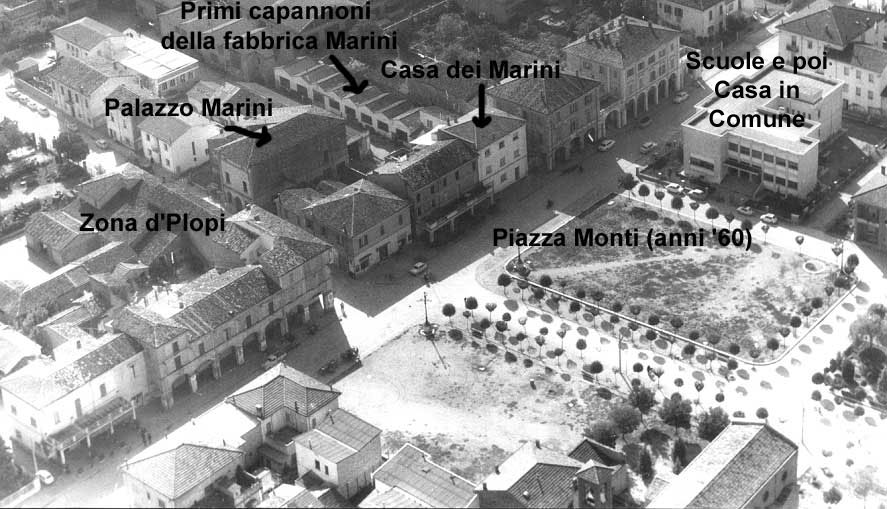 Primi capannoni
della fabbrica Marini
Casa dei Marini
Scuole e poi
Casa in
Comune
Palazzo Marini
Zona d'Plopi
Piazza Monti (anni '60)